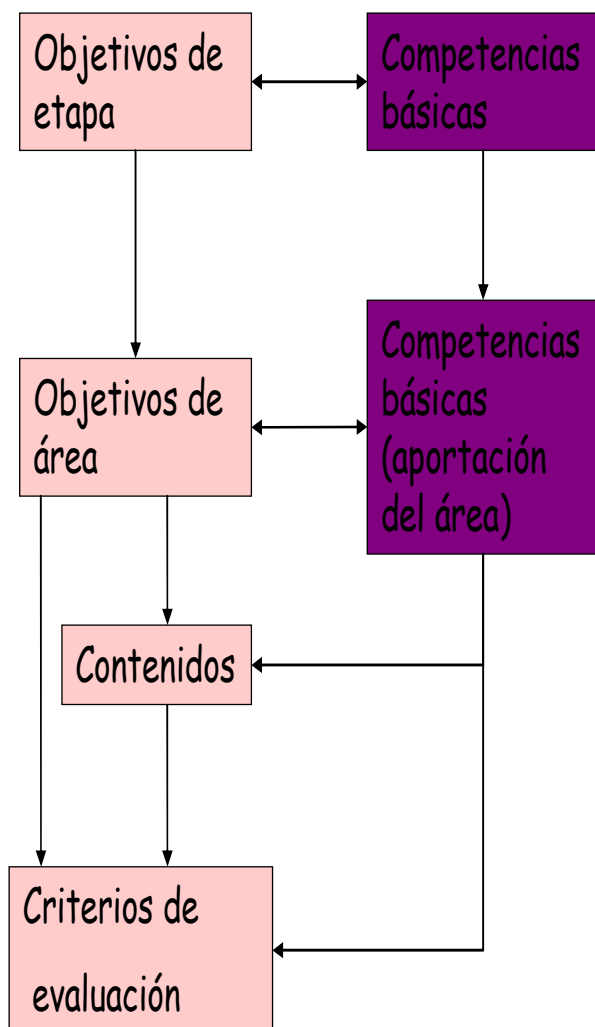 Objetivos de
etapa
Competencias
básicas
Objetivos de
área
Competencias
básicas
(aportación
del área)
Contenidos
Criterios de
evaluación